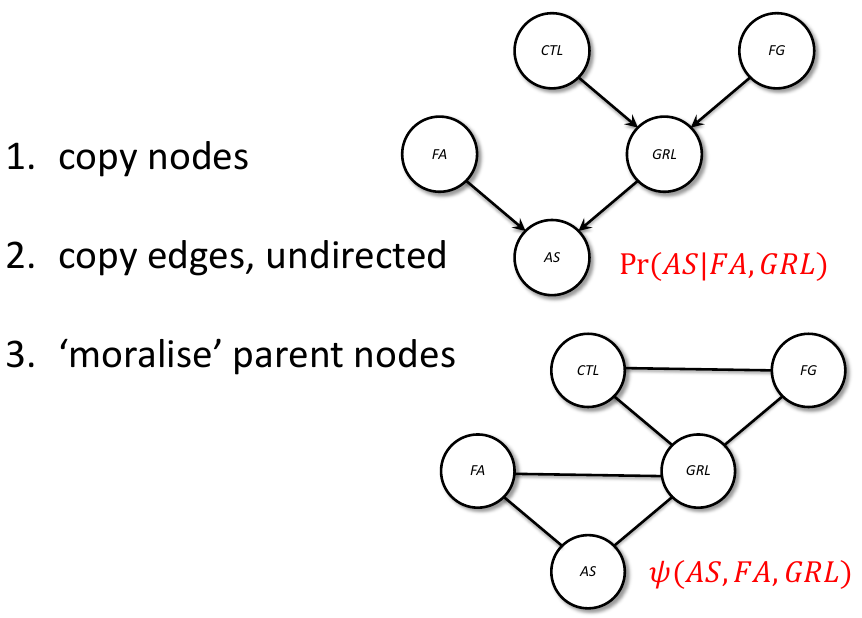 CTL
FG
1. copy nodes
FA
GRL
2. copy edges, undirected
AS
Pr(AS|FA, GRL)
3. ‘moralise’ parent nodes
CTL
FG
FA
GRL
AS
ψ(AS, FA, GRL)